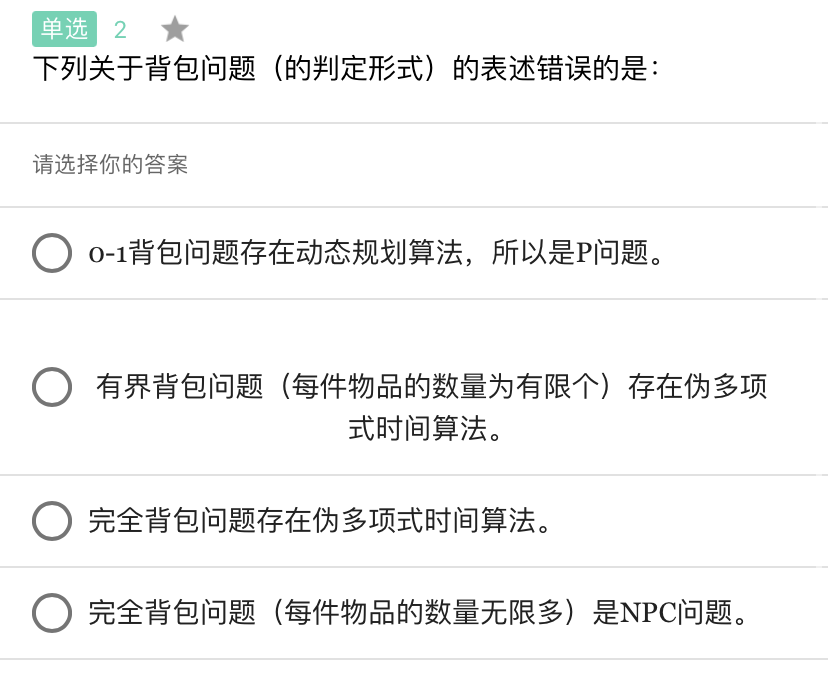 单选 2
下列关于背包问题（的判定形式）的表述错误的是：
请选择你的答案
0-1背包问题存在动态规划算法，所以是P问题。
有界背包问题（每件物品的数量为有限个）存在伪多项
式时间算法。
完全背包问题存在伪多项式时间算法。
完全背包问题（每件物品的数量无限多）是NPC问题。